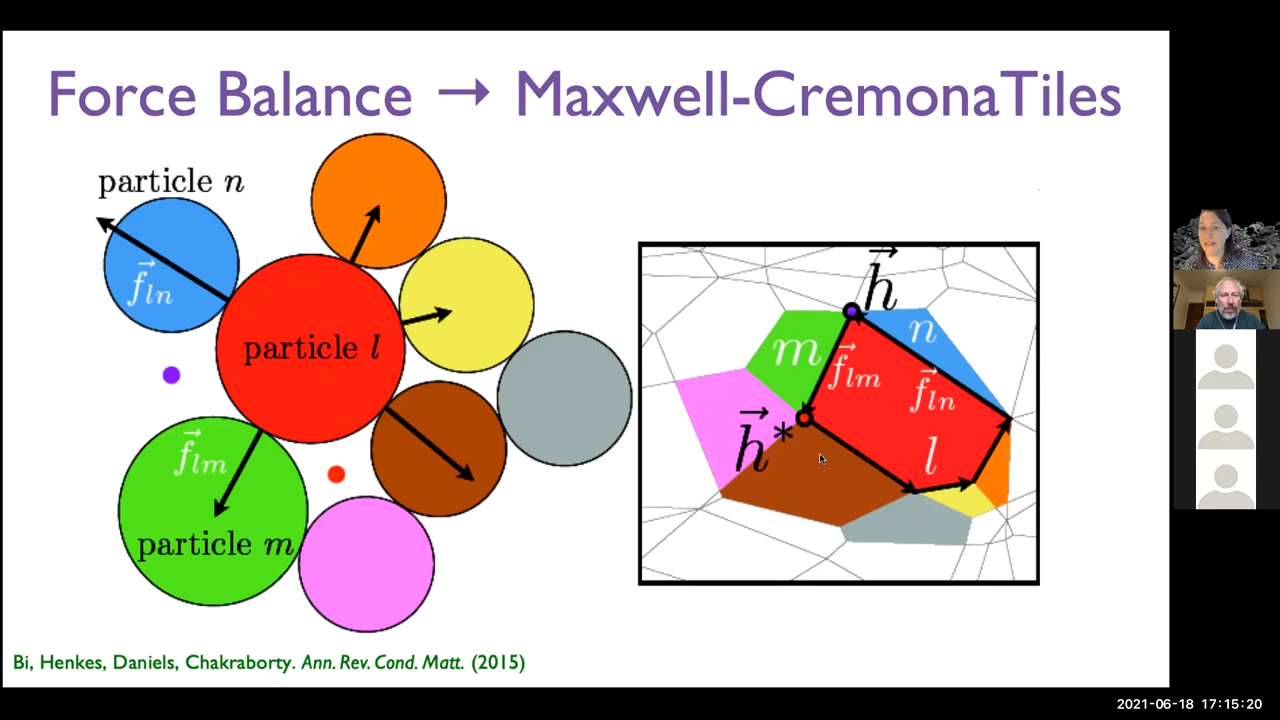 Force Balance → Maxwell-CremonaTiles
particle n
f⃗ln
particle l
f⃗lm
particle m
h⃗
m
n
f⃗lm
f⃗ln
h⃗*
l
Bi, Henkes, Daniels, Chakraborty. Ann. Rev. Cond. Matt. (2015)
2021-06-18 17:15:20